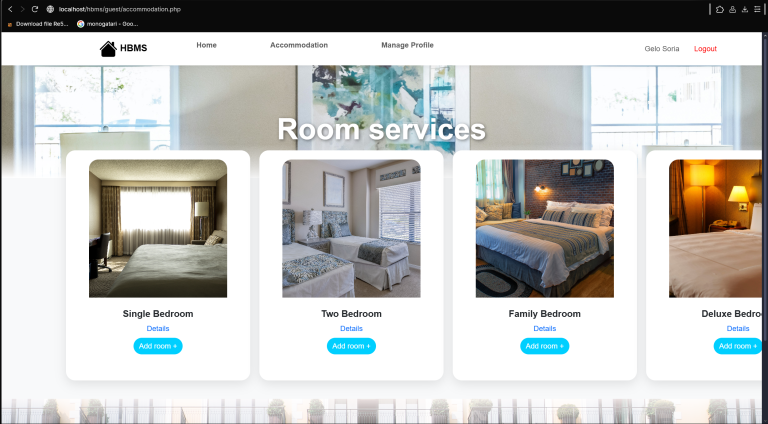 localhost/hbms/guest/accommodation.php
Download file Re5... monogatari - Goo...
HBMS Home Accommodation Manage Profile Gelo Soria Logout
Room services
Single Bedroom Two Bedroom Family Bedroom Deluxe Bedro
Details Details Details Details
Add room + Add room + Add room + Add room +